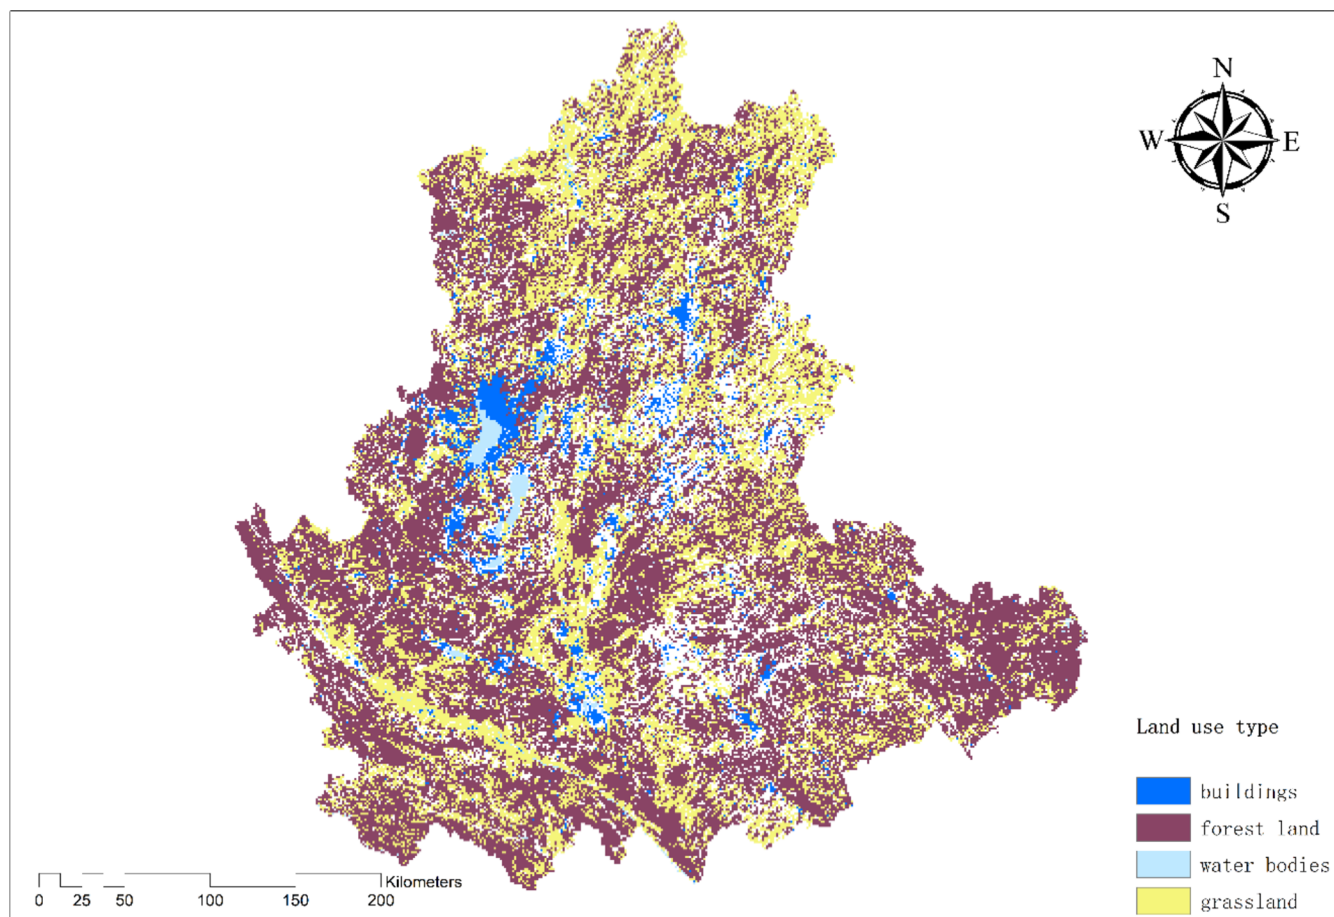 N
W E
S
Land use type
buildings
forest land
water bodies
grassland
Kilometers
0 25 50 100 150 200